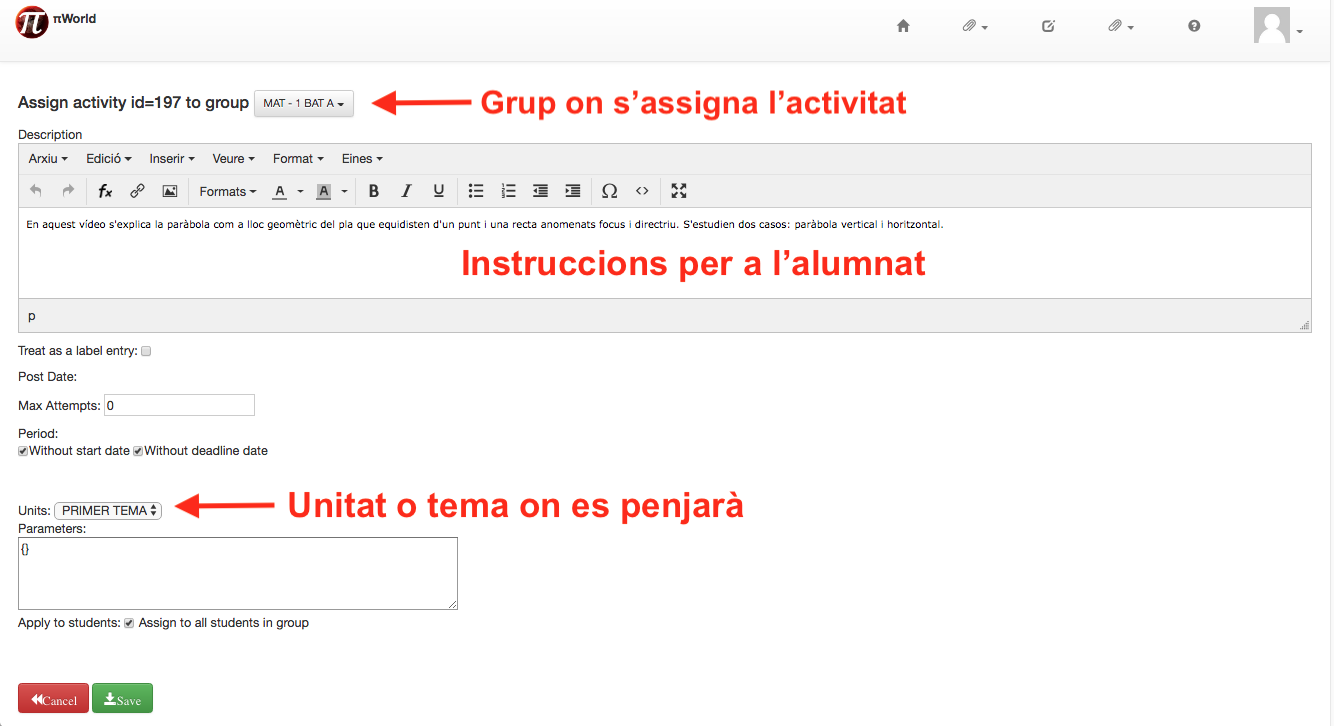 πWorld
Assign activity id=197 to group MAT - 1 BAT A
Grup on s’assigna l’activitat
Description
Arxiu Edició Inserir Veure Format Eines
fx Formats A A B I U Ω <>
En aquest vídeo s'explica la paràbola com a lloc geomètric del pla que equidisten d'un punt i una recta anomenats focus i directriu. S'estudien dos casos: paràbola vertical i horitzontal.
Instruccions per a l’alumnat
p
Treat as a label entry:
Post Date:
Max Attempts: 0
Period:
Without start date Without deadline date
Units: PRIMER TEMA
Unitat o tema on es penjarà
Parameters:
{}
Apply to students: Assign to all students in group
Cancel Save